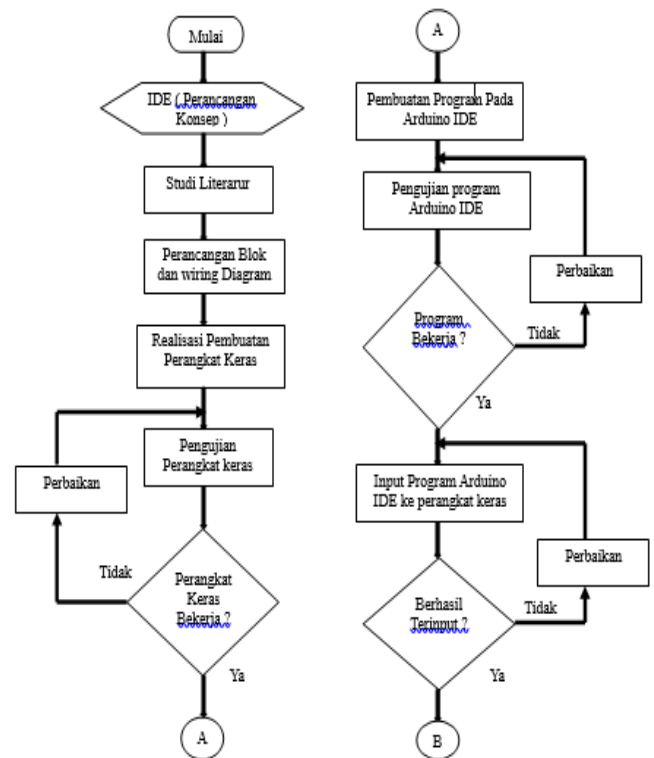 Mulai
IDE ( Perancangan
Konsep )
Studi Literarur
Perancangan Blok
dan wiring Diagram
Realisasi Pembuatan
Perangkat Keras
Pengujian
Perangkat keras
Perbaikan
Tidak
Perangkat
Keras
Bekerja ?
Ya
A
A
Pembuatan Program Pada
Arduino IDE
Pengujian program
Arduino IDE
Perbaikan
Program
Bekerja ?
Tidak
Ya
Input Program Arduino
IDE ke perangkat keras
Perbaikan
Berhasil
Terinput ?
Tidak
Ya
B